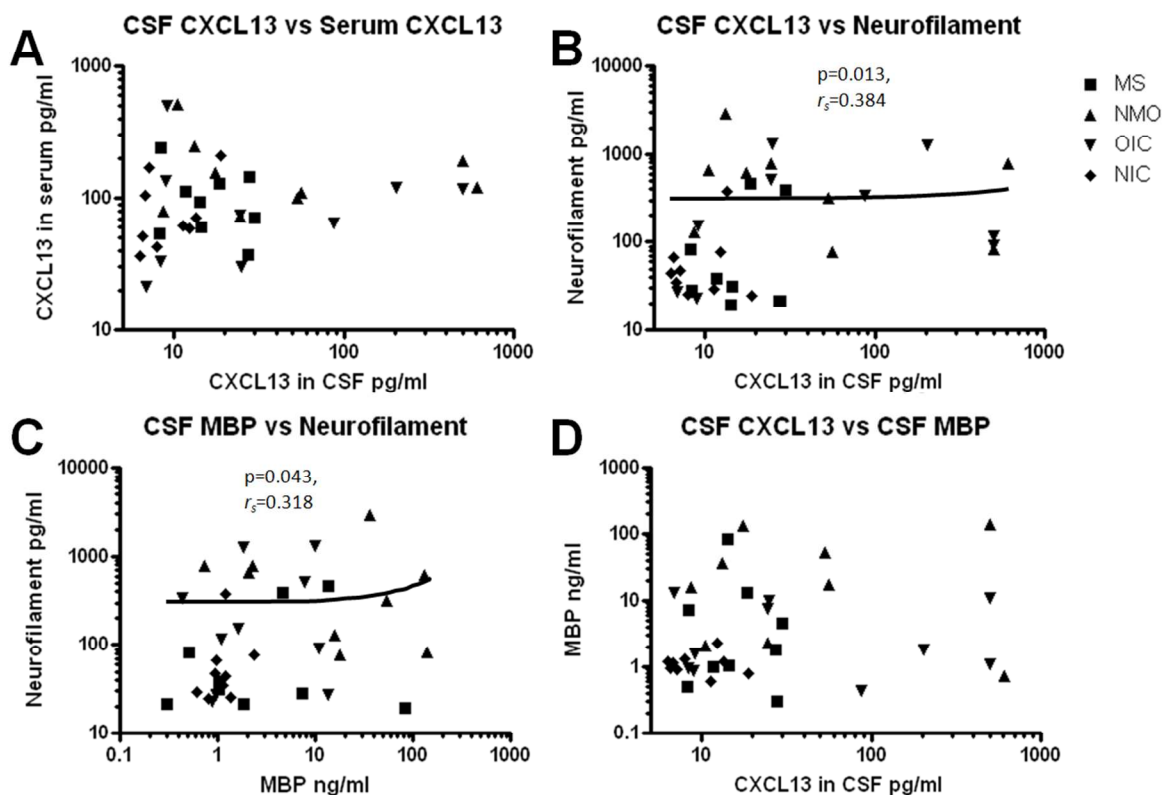 A
CSF CXCL13 vs Serum CXCL13
CXCL13 in serum pg/ml
1000
100
10
10
100
1000
CXCL13 in CSF pg/ml
B
CSF CXCL13 vs Neurofilament
p=0.013,
rs=0.384
Neurofilament pg/ml
10000
1000
100
10
10
100
1000
CXCL13 in CSF pg/ml
MS
NMO
OIC
NIC
C
CSF MBP vs Neurofilament
p=0.043,
rs=0.318
Neurofilament pg/ml
10000
1000
100
10
0.1
1
10
100
1000
MBP ng/ml
D
CSF CXCL13 vs CSF MBP
MBP ng/ml
1000
100
10
1
0.1
10
100
1000
CXCL13 in CSF pg/ml